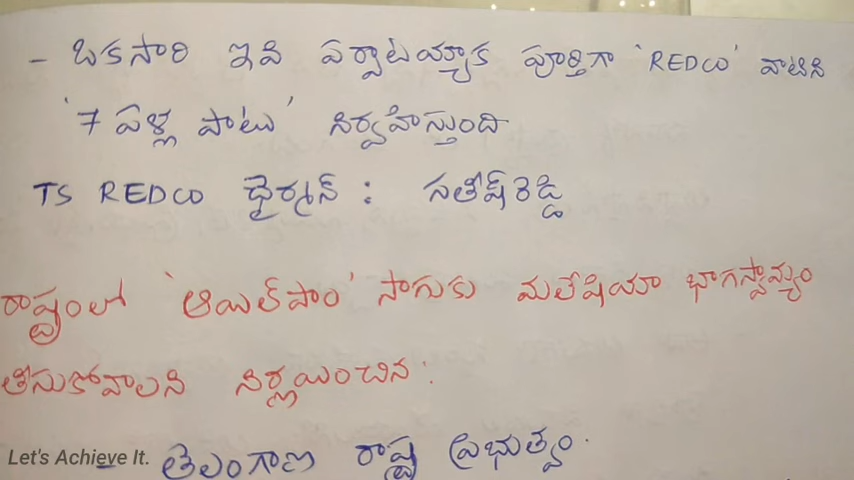 - ఒకసారి ఇవి ఏర్పాటయ్యాక పూర్తిగా 'REDCO' వాటిని
'7 ఏళ్ల పాటు' నిర్వహిస్తుంది
TS REDCO ఛైర్మన్ : సతీష్ రెడ్డి
రాష్ట్రంలో 'ఆయిల్ పాం' సాగుకు మలేషియా భాగస్వామ్యం
తీసుకోవాలని నిర్ణయించిన :
- తెలంగాణ రాష్ట్ర ప్రభుత్వం.
Let's Achieve It.